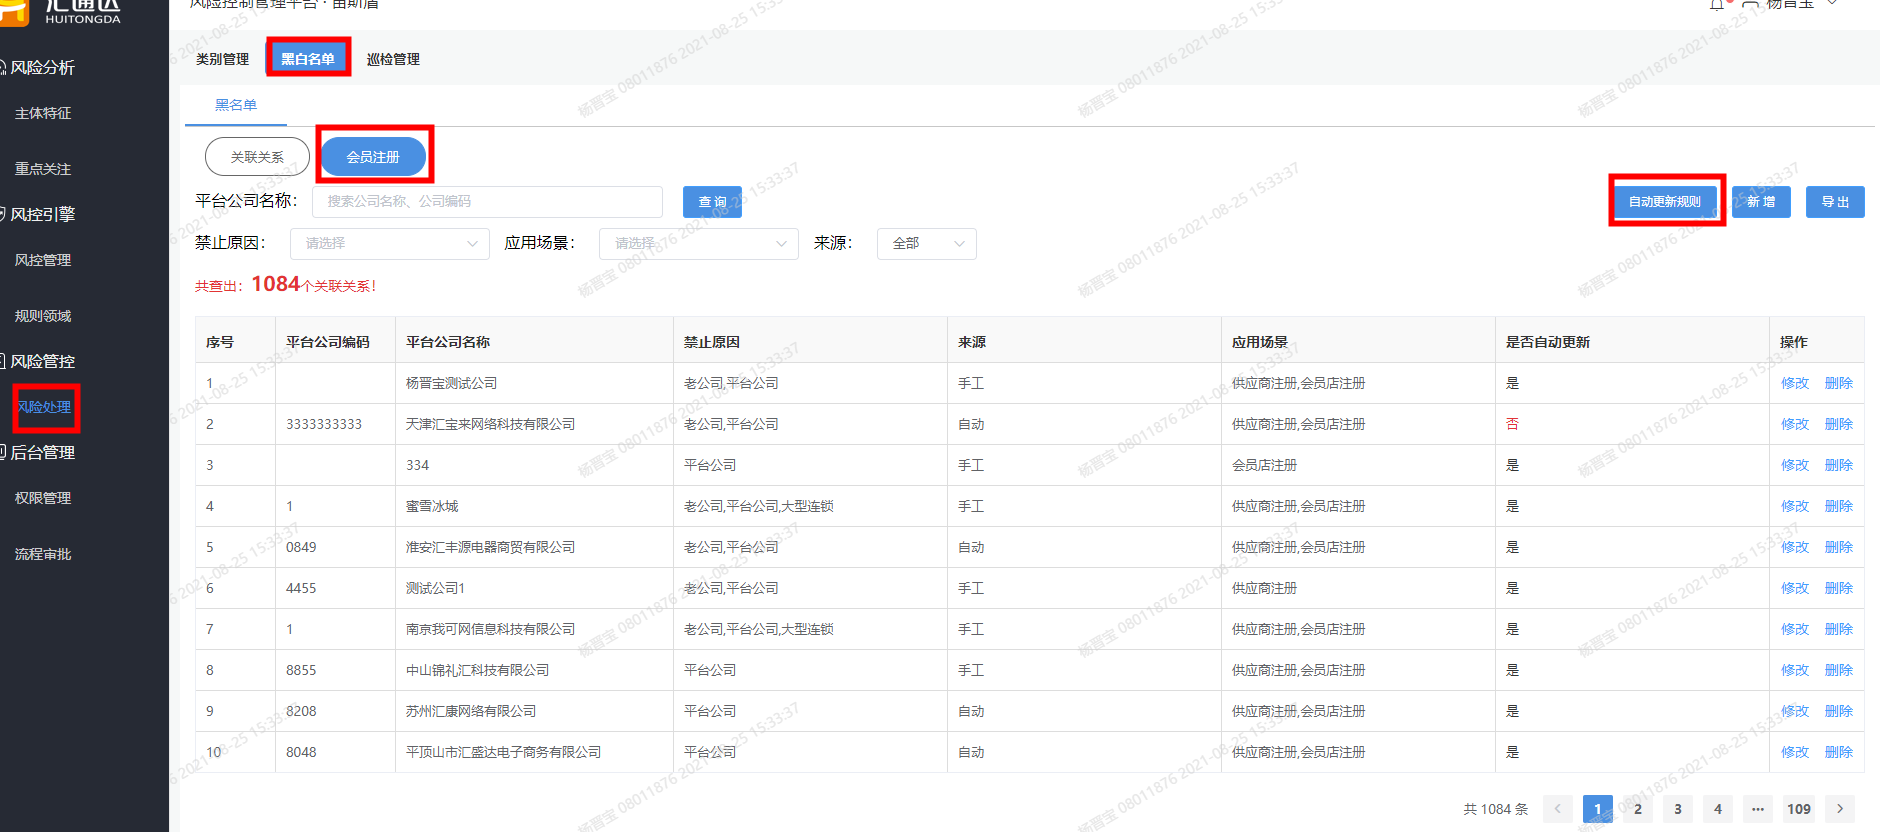 汇通达
HUITONGDA
风险控制管理平台·宙斯盾
杨晋宝
风险分析
主体特征
重点关注
风控引擎
风控管理
规则领域
风险管控
风险处理
后台管理
权限管理
流程审批
类别管理 黑白名单 巡检管理
黑名单
关联关系 会员注册
平台公司名称: 搜索公司名称、公司编码 查 询 自动更新规则 新 增 导 出
禁止原因: 请选择 应用场景: 请选择 来源: 全部
共查出: 1084个关联关系!
序号 平台公司编码 平台公司名称 禁止原因 来源 应用场景 是否自动更新 操作
1 杨晋宝测试公司 老公司,平台公司 手工 供应商注册,会员店注册 是 修改 删除
2 3333333333 天津汇宝来网络科技有限公司 老公司,平台公司 自动 供应商注册,会员店注册 否 修改 删除
3 334 平台公司 手工 会员店注册 是 修改 删除
4 1 蜜雪冰城 老公司,平台公司,大型连锁 手工 供应商注册,会员店注册 是 修改 删除
5 0849 淮安汇丰源电器商贸有限公司 老公司,平台公司 自动 供应商注册,会员店注册 是 修改 删除
6 4455 测试公司1 老公司,平台公司 手工 供应商注册 是 修改 删除
7 1 南京我可网信息科技有限公司 老公司,平台公司,大型连锁 手工 供应商注册,会员店注册 是 修改 删除
8 8855 中山锦礼汇科技有限公司 平台公司 手工 供应商注册,会员店注册 是 修改 删除
9 8208 苏州汇康网络有限公司 平台公司 自动 供应商注册,会员店注册 是 修改 删除
10 8048 平顶山市汇盛达电子商务有限公司 平台公司 自动 供应商注册,会员店注册 是 修改 删除
共 1084 条 1 2 3 4 ... 109
杨晋宝 08011876 2021-08-25 15:33:37